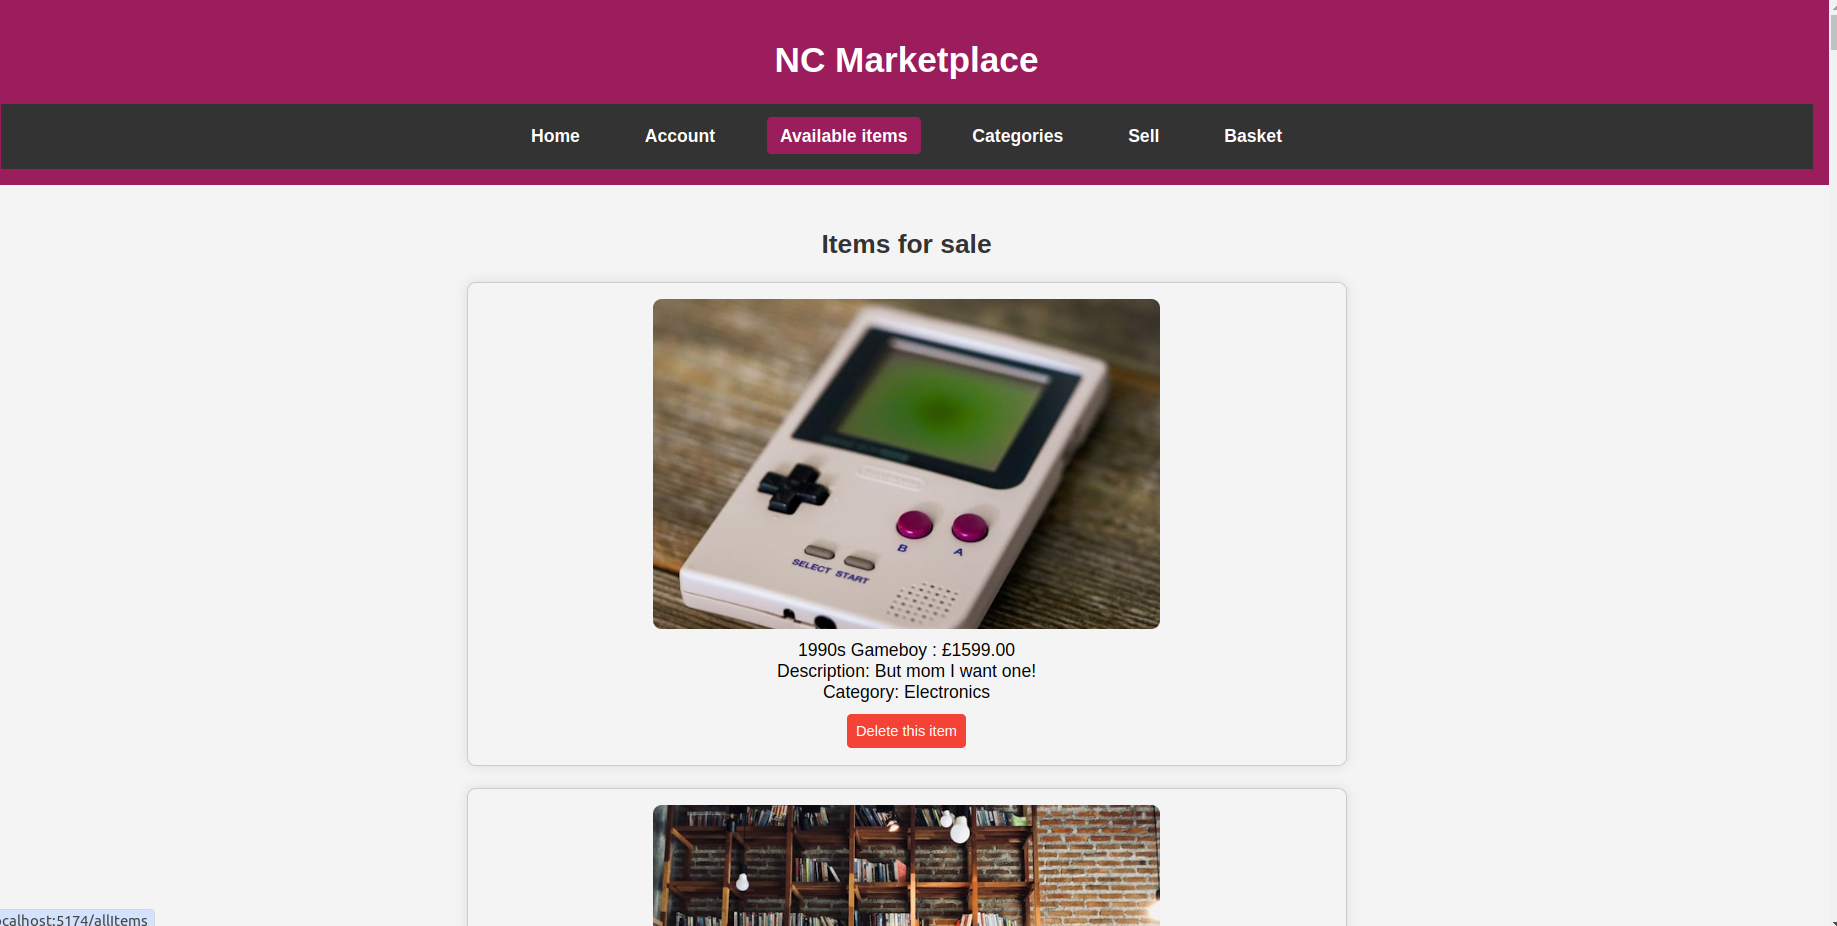 NC Marketplace
Home Account Available items Categories Sell Basket
Items for sale
B A
SELECT START
1990s Gameboy : £1599.00
Description: But mom I want one!
Category: Electronics
Delete this item
ocalhost:5174/allItems